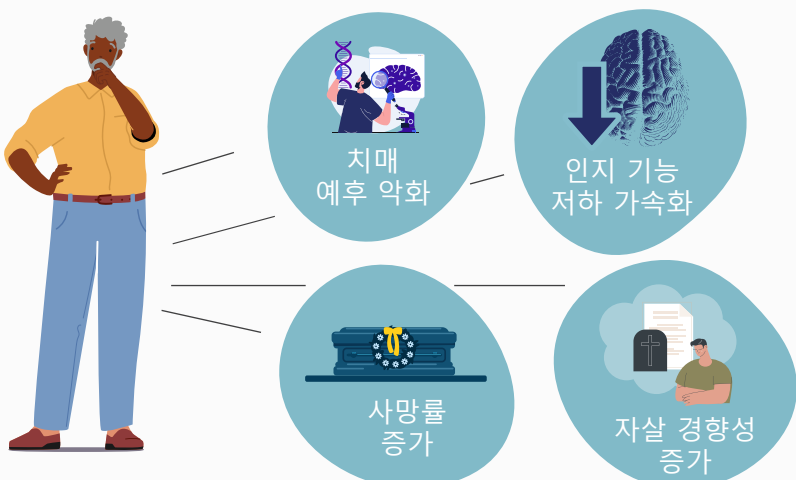 치매
예후 악화
인지 기능
저하 가속화
사망률
증가
자살 경향성
증가